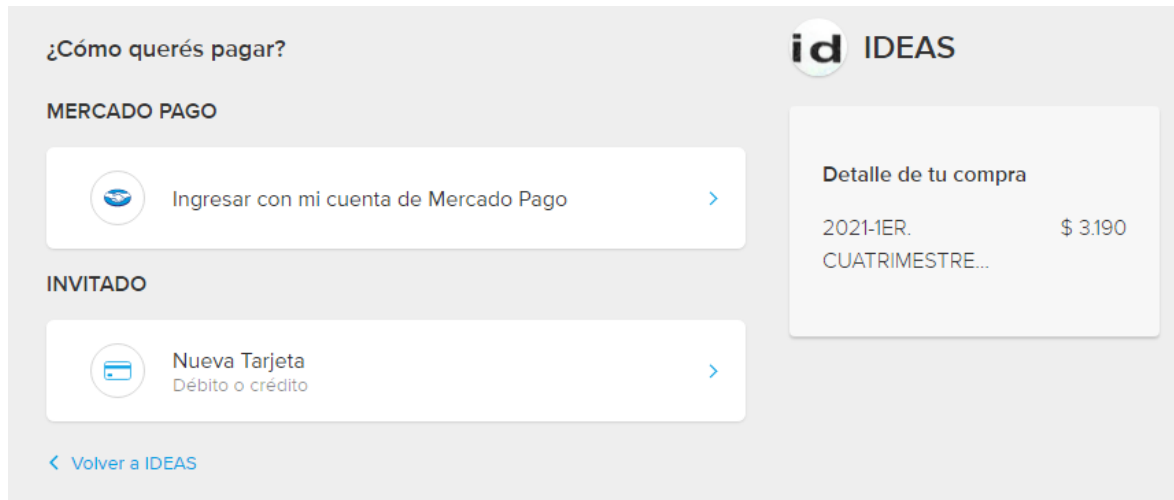 ¿Cómo querés pagar?
MERCADO PAGO
Ingresar con mi cuenta de Mercado Pago
INVITADO
Nueva Tarjeta
Débito o crédito
Volver a IDEAS
id IDEAS
Detalle de tu compra
2021-1ER. $ 3.190
CUATRIMESTRE...